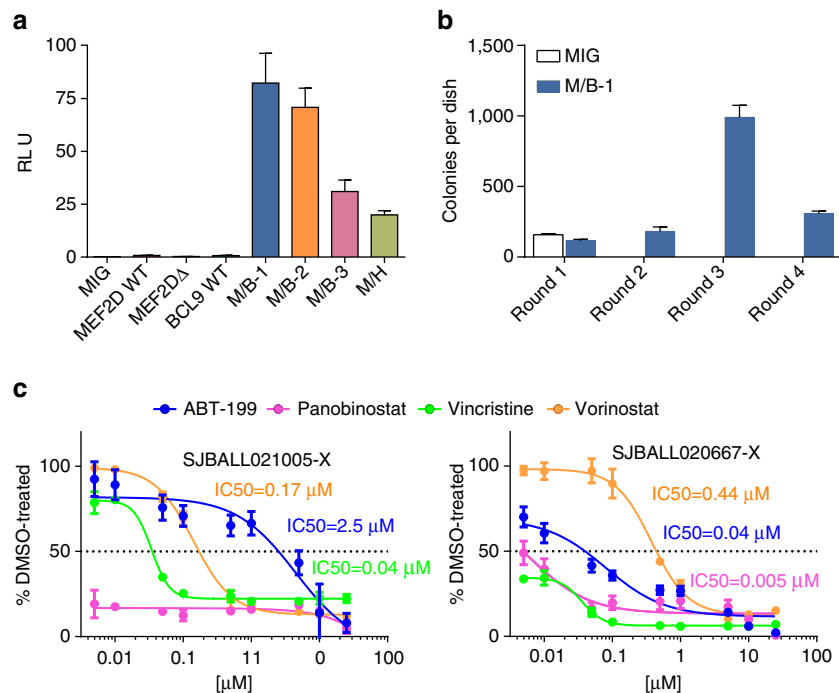 a
100
75
50
25
0
RL U
MIG
MEF2D WT
MEF2DΔ
BCL9 WT
M/B-1
M/B-2
M/B-3
M/H
b
1,500
1,000
500
0
Colonies per dish
MIG
M/B-1
Round 1
Round 2
Round 3
Round 4
c
ABT-199 Panobinostat Vincristine Vorinostat
SJBALL021005-X
IC50=0.17 μM
IC50=2.5 μM
IC50=0.04 μM
% DMSO-treated
100
50
0
0.01 0.1 11 0 100
[μM]
SJBALL020667-X
IC50=0.44 μM
IC50=0.04 μM
IC50=0.005 μM
% DMSO-treated
100
50
0
0.01 0.1 1 10 100
[μM]